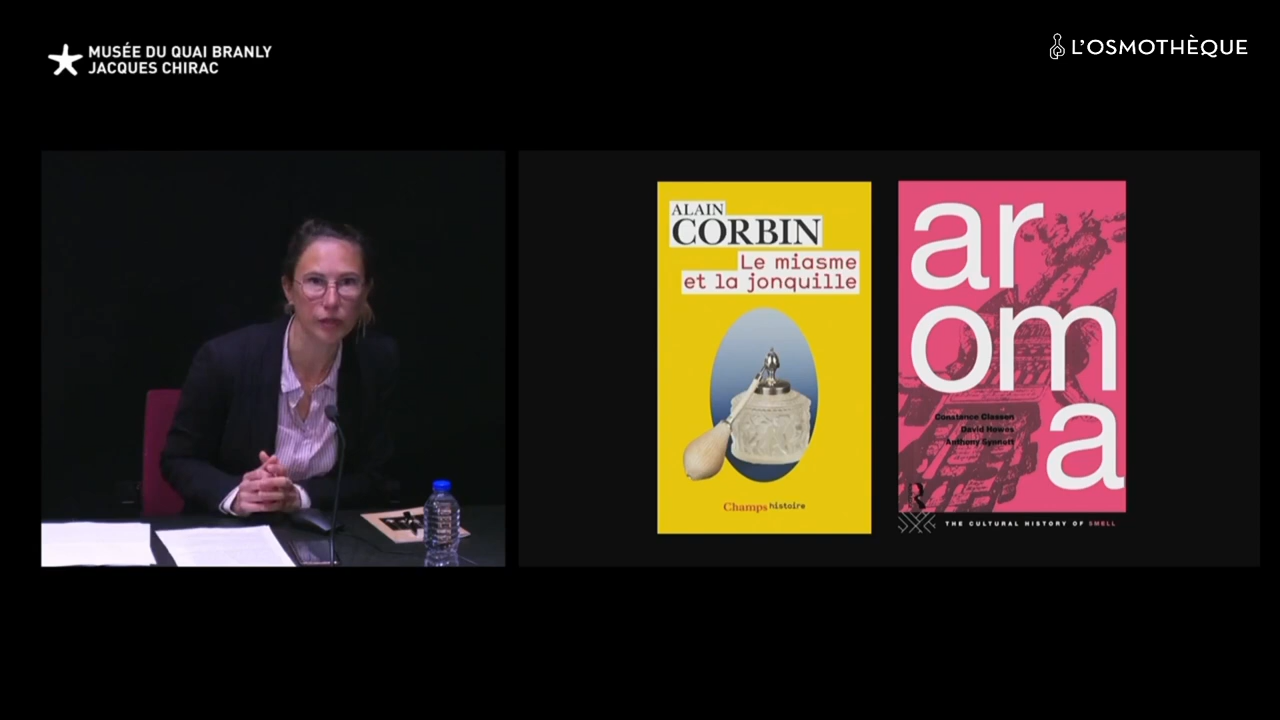 MUSÉE DU QUAI BRANLY
JACQUES CHIRAC
L'OSMOTHÈQUE
ALAIN
CORBIN
Le miasme
et la jonquille
Champs histoire
ar
om
a
Constance Classen
David Howes
Anthony Synnott
THE CULTURAL HISTORY OF SMELL